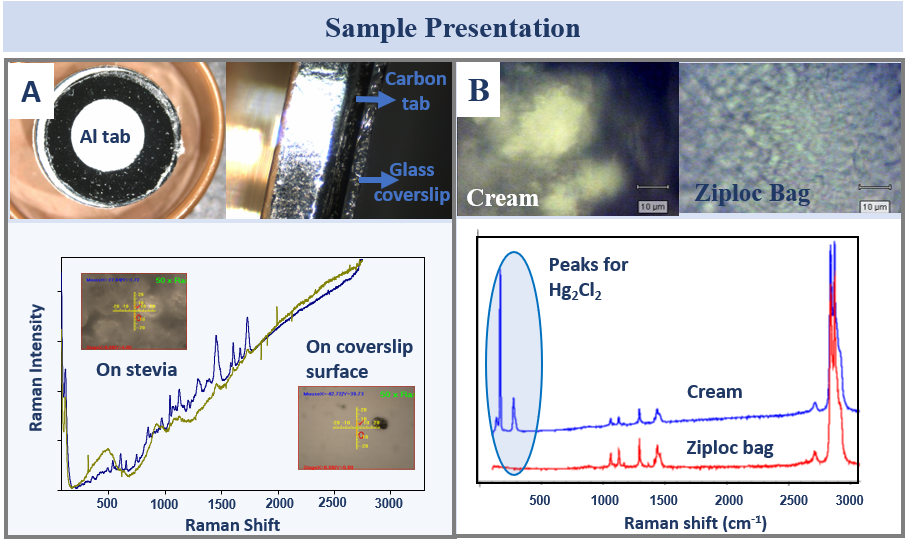 Sample Presentation
A
Al tab
Carbon
tab
Glass
coverslip
B
Cream
10 μm
Ziploc Bag
10 μm
Raman Intensity
50 x Ra
On stevia
On coverslip
surface
50 x Ra
0
500
1000
1500
2000
2500
3000
Raman Shift
Peaks for
Hg₂Cl₂
Cream
Ziploc bag
500
1000
1500
2000
2500
3000
Raman shift (cm⁻¹)